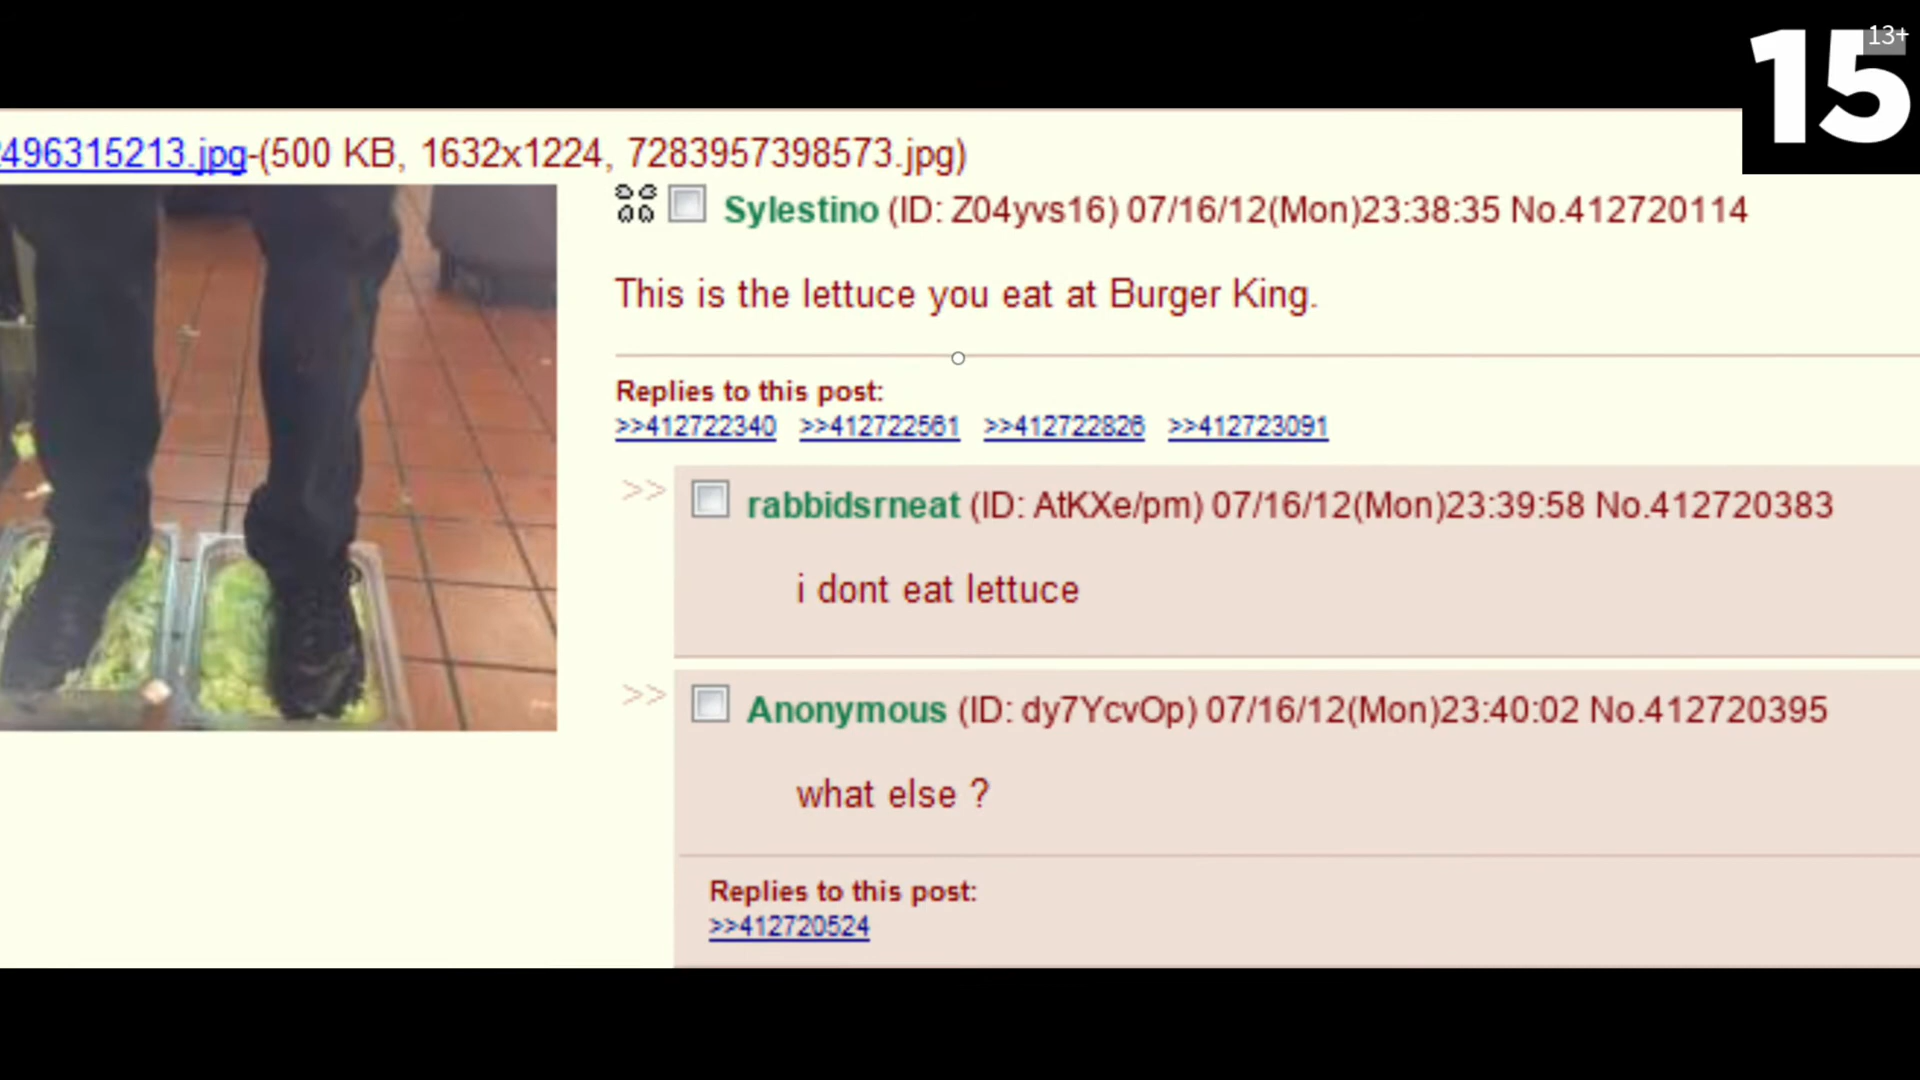 15
13+
496315213.jpg-(500 KB, 1632x1224, 7283957398573.jpg)
Sylestino (ID: Z04yvs16) 07/16/12(Mon)23:38:35 No.412720114
This is the lettuce you eat at Burger King.
Replies to this post:
>>412722340 >>412722561 >>412722826 >>412723091
>> rabbidsrneat (ID: AtKXe/pm) 07/16/12(Mon)23:39:58 No.412720383
i dont eat lettuce
>> Anonymous (ID: dy7YcvOp) 07/16/12(Mon)23:40:02 No.412720395
what else ?
Replies to this post:
>>412720524